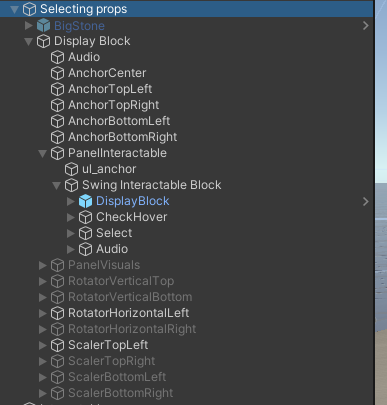 Selecting props
BigStone
Display Block
Audio
AnchorCenter
AnchorTopLeft
AnchorTopRight
AnchorBottomLeft
AnchorBottomRight
PanelInteractable
ul_anchor
Swing Interactable Block
DisplayBlock
CheckHover
Select
Audio
PanelVisuals
RotatorVerticalTop
RotatorVerticalBottom
RotatorHorizontalLeft
RotatorHorizontalRight
ScalerTopLeft
ScalerTopRight
ScalerBottomLeft
ScalerBottomRight